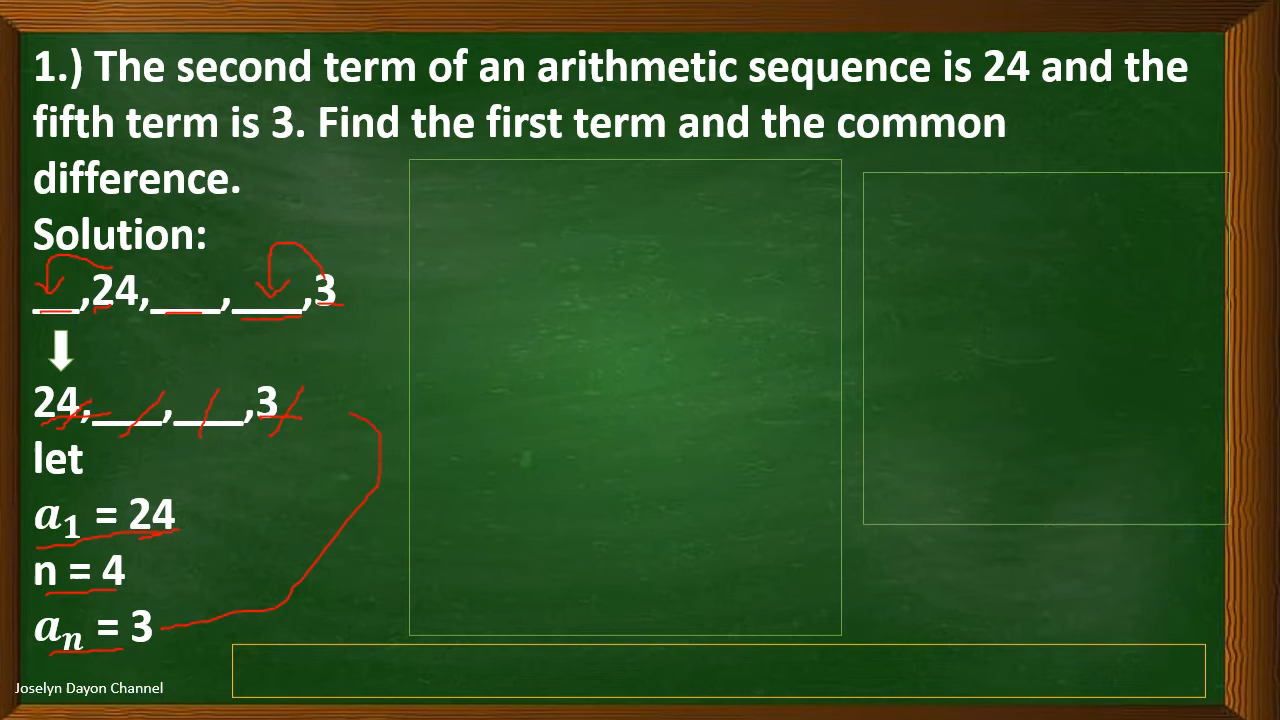 1.) The second term of an arithmetic sequence is 24 and the
fifth term is 3. Find the first term and the common
difference.
Solution:
__,24,___,___,3
24,___,___,3
let
a₁ = 24
n = 4
aₙ = 3
Joselyn Dayon Channel